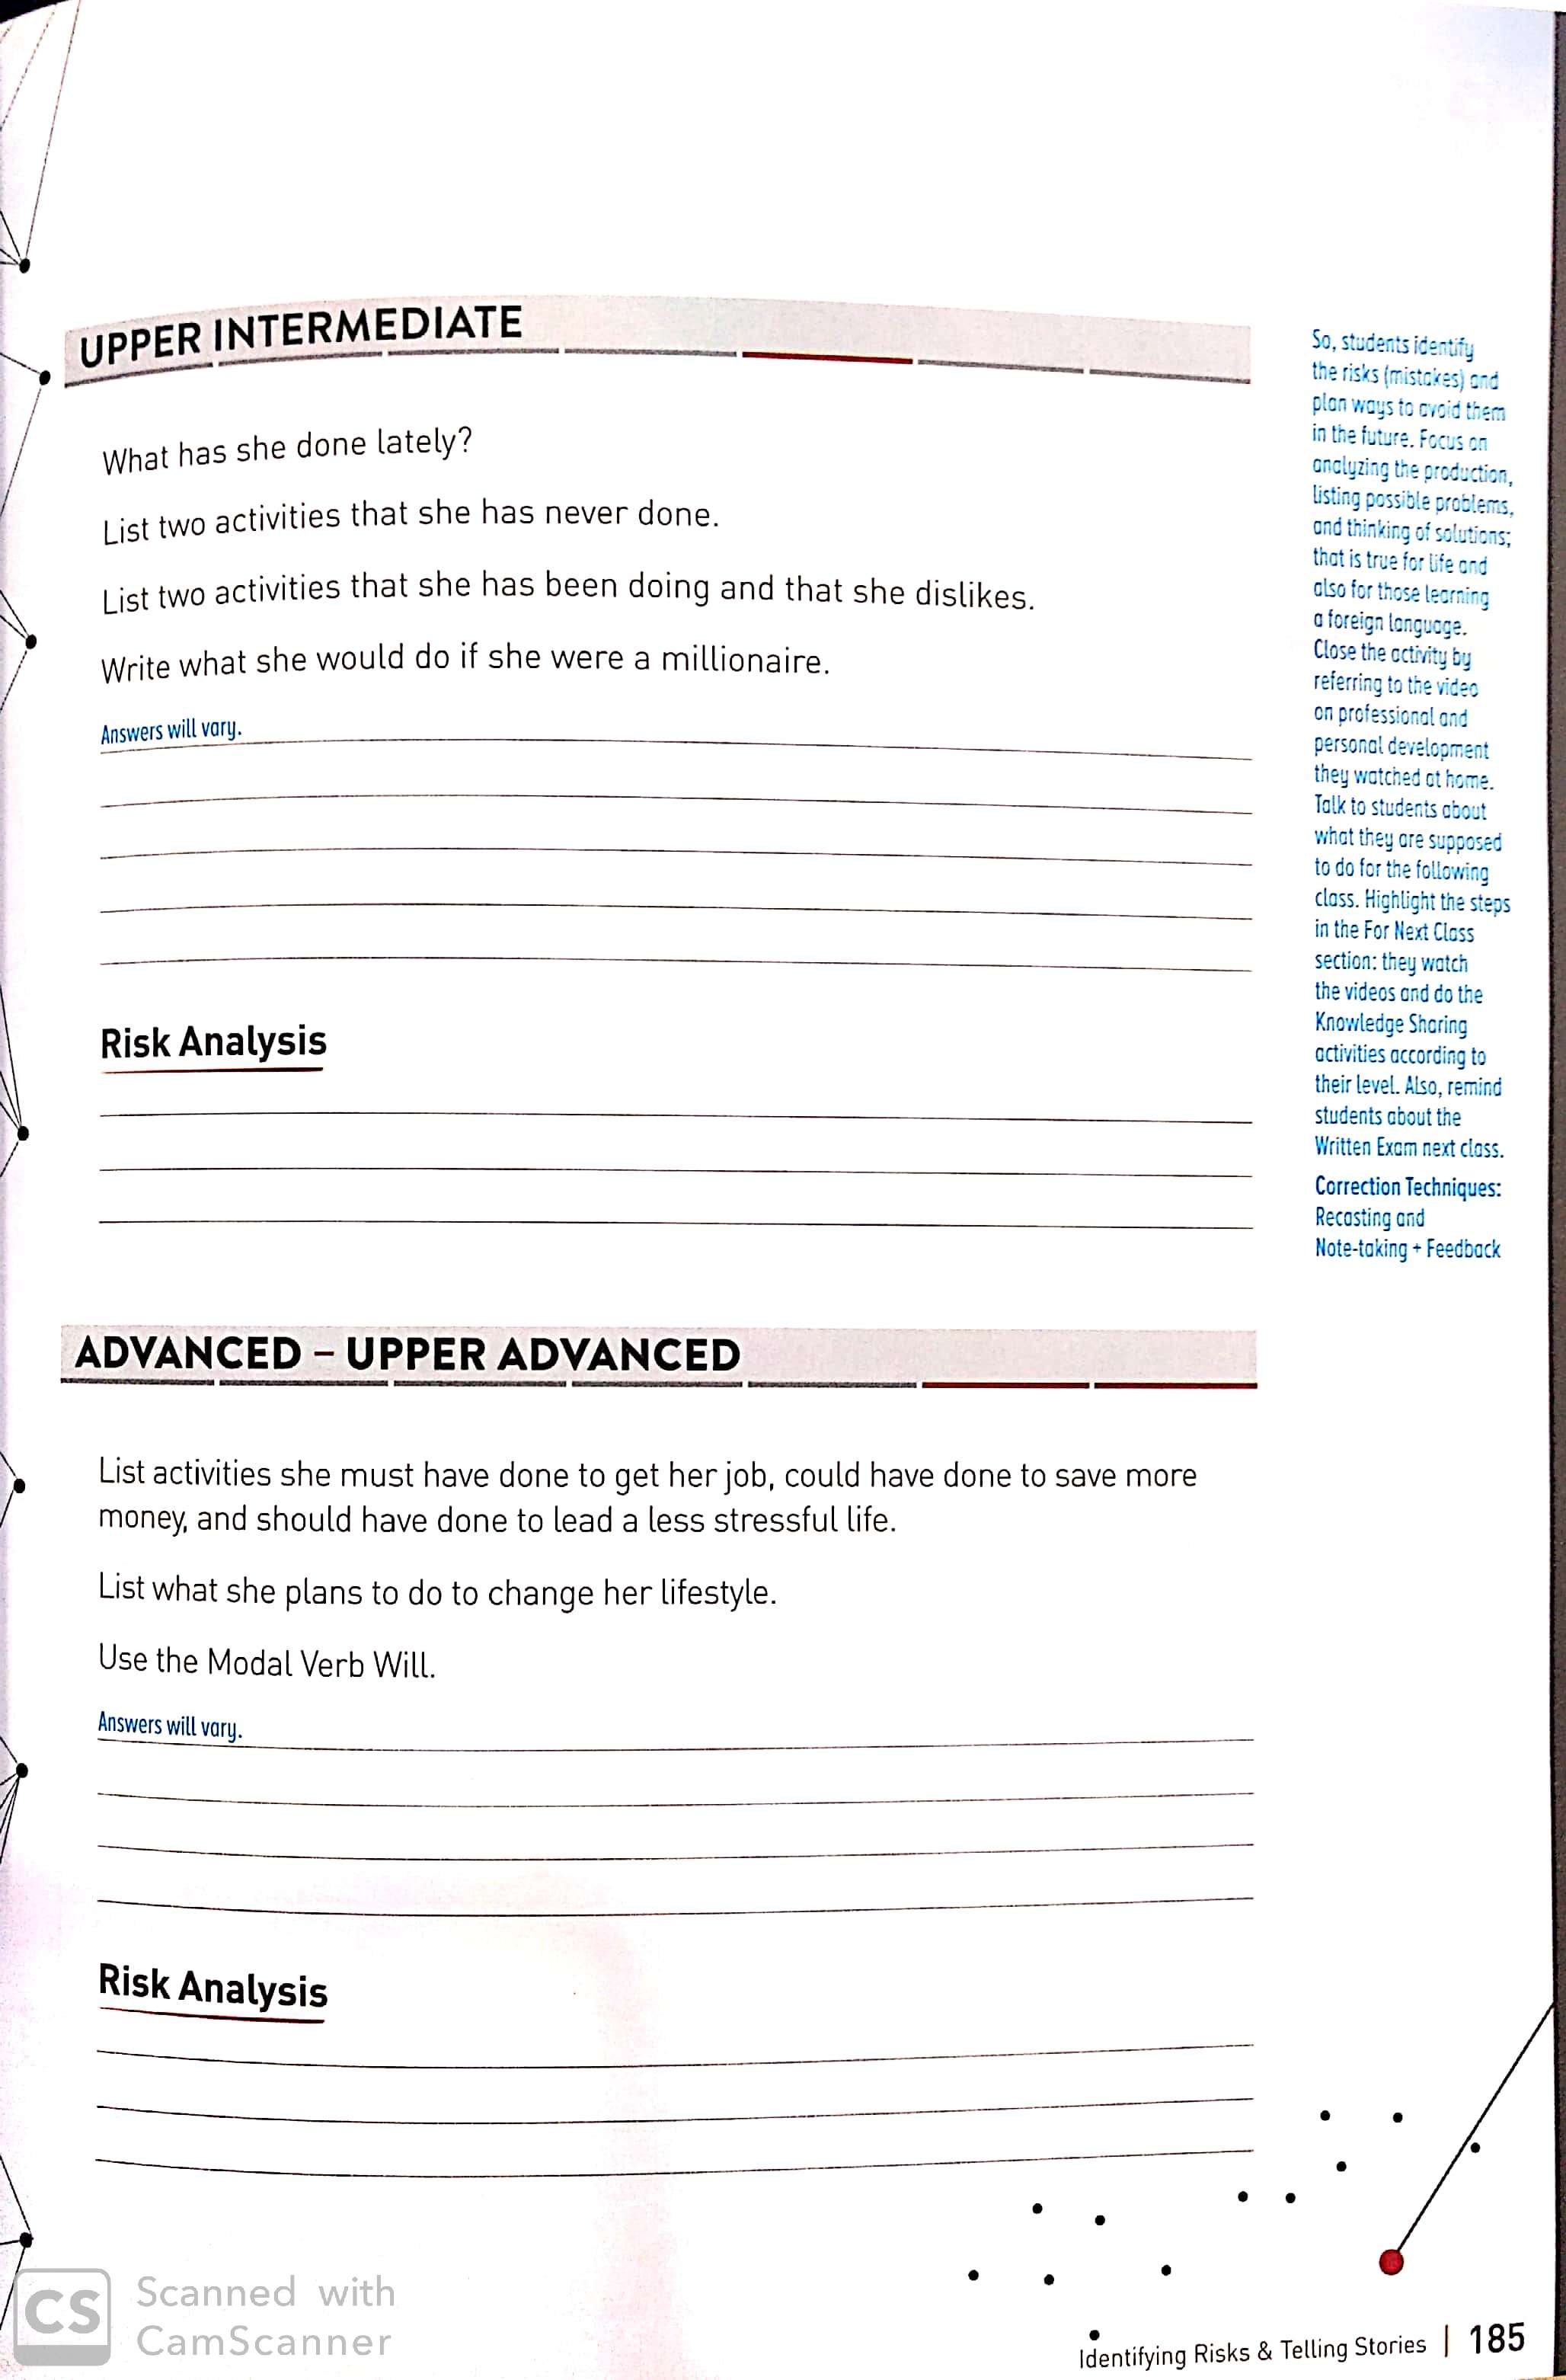 UPPER INTERMEDIATE
What has she done lately?
List two activities that she has never done.
List two activities that she has been doing and that she dislikes.
Write what she would do if she were a millionaire.
Answers will vary.
Risk Analysis
So, students identify
the risks (mistakes) and
plan ways to avoid them
in the future. Focus on
analyzing the production,
listing possible problems,
and thinking of solutions;
that is true for life and
also for those learning
a foreign language.
Close the activity by
referring to the video
on professional and
personal development
they watched at home.
Talk to students about
what they are supposed
to do for the following
class. Highlight the steps
in the For Next Class
section: they watch
the videos and do the
Knowledge Sharing
activities according to
their level. Also, remind
students about the
Written Exam next class.
Correction Techniques:
Recasting and
Note-taking + Feedback
ADVANCED – UPPER ADVANCED
List activities she must have done to get her job, could have done to save more
money, and should have done to lead a less stressful life.
List what she plans to do to change her lifestyle.
Use the Modal Verb Will.
Answers will vary.
Risk Analysis
CS Scanned with
CamScanner
Identifying Risks & Telling Stories | 185